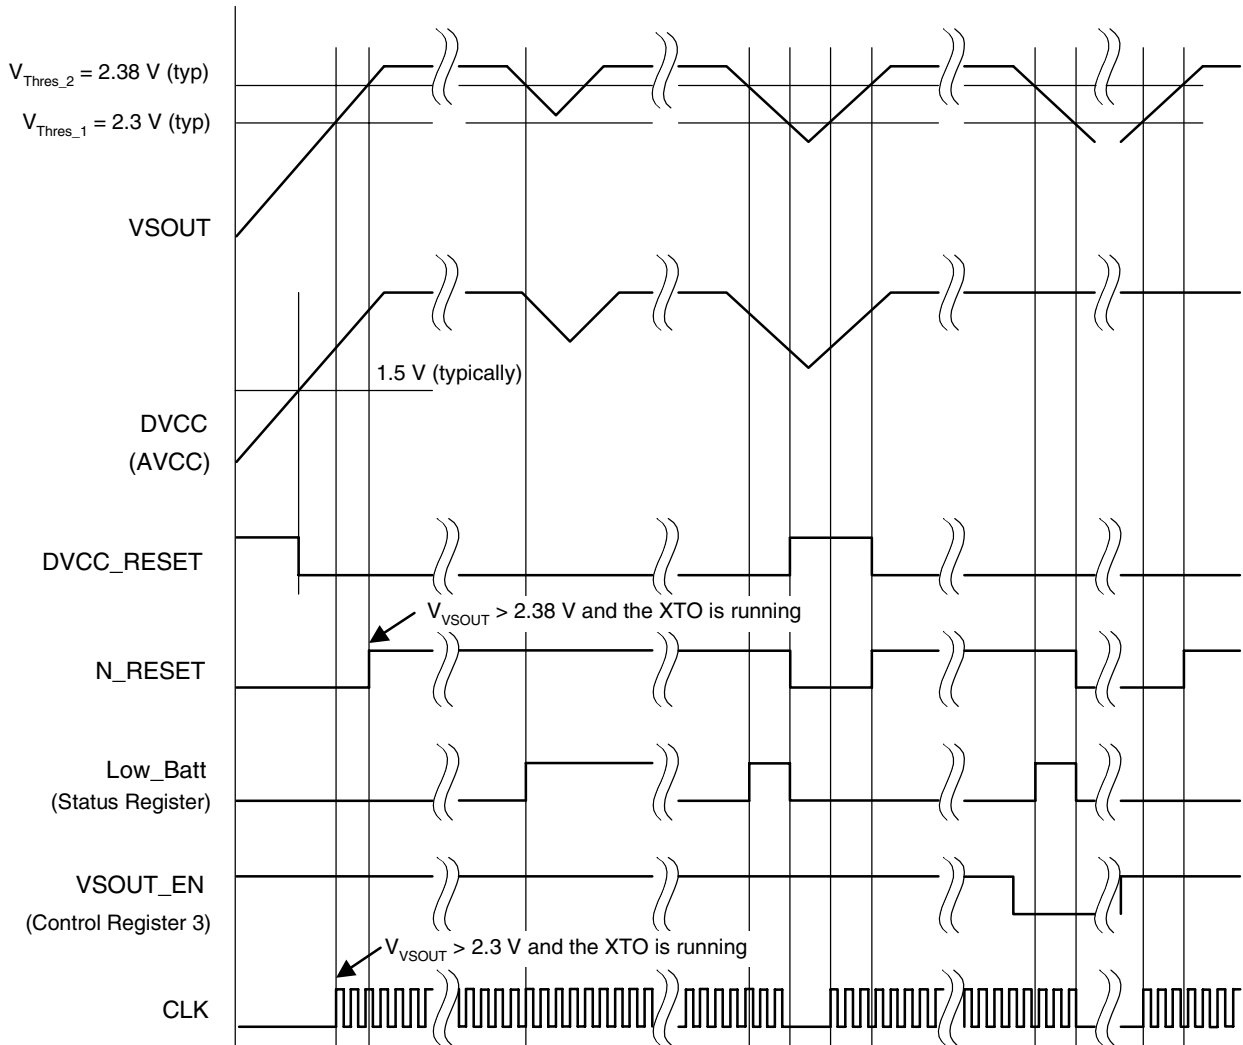 V_Thres_2 = 2.38 V (typ)
V_Thres_1 = 2.3 V (typ)
VSOUT
1.5 V (typically)
DVCC
(AVCC)
DVCC_RESET
V_VSOUT > 2.38 V and the XTO is running
N_RESET
Low_Batt
(Status Register)
VSOUT_EN
(Control Register 3)
V_VSOUT > 2.3 V and the XTO is running
CLK